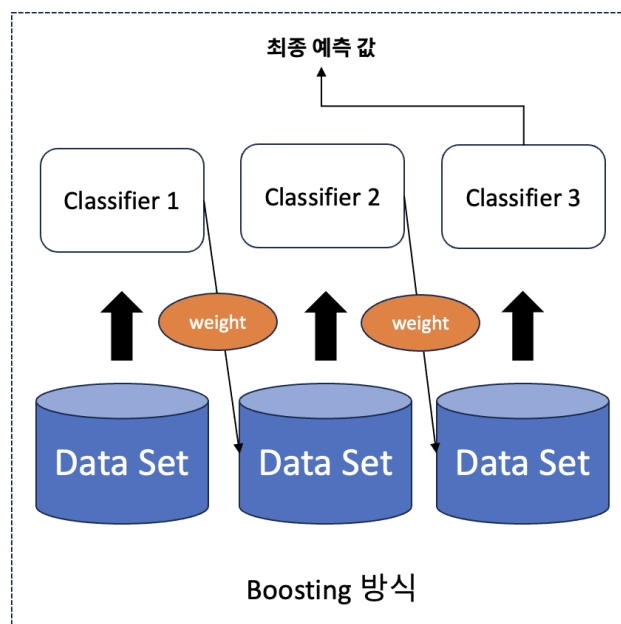 최종 예측 값
Classifier 1
Classifier 2
Classifier 3
weight
weight
Data Set
Data Set
Data Set
Boosting 방식